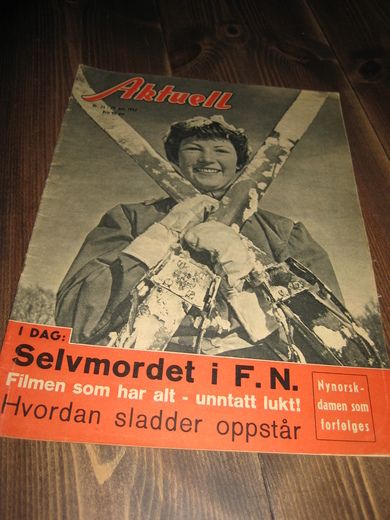 Aktuell
I DAG:
Selvmordet i F. N.
Filmen som har alt - unntatt lukt!
Hvordan sladder oppstår
Nynorsk-
damen som
forfølges